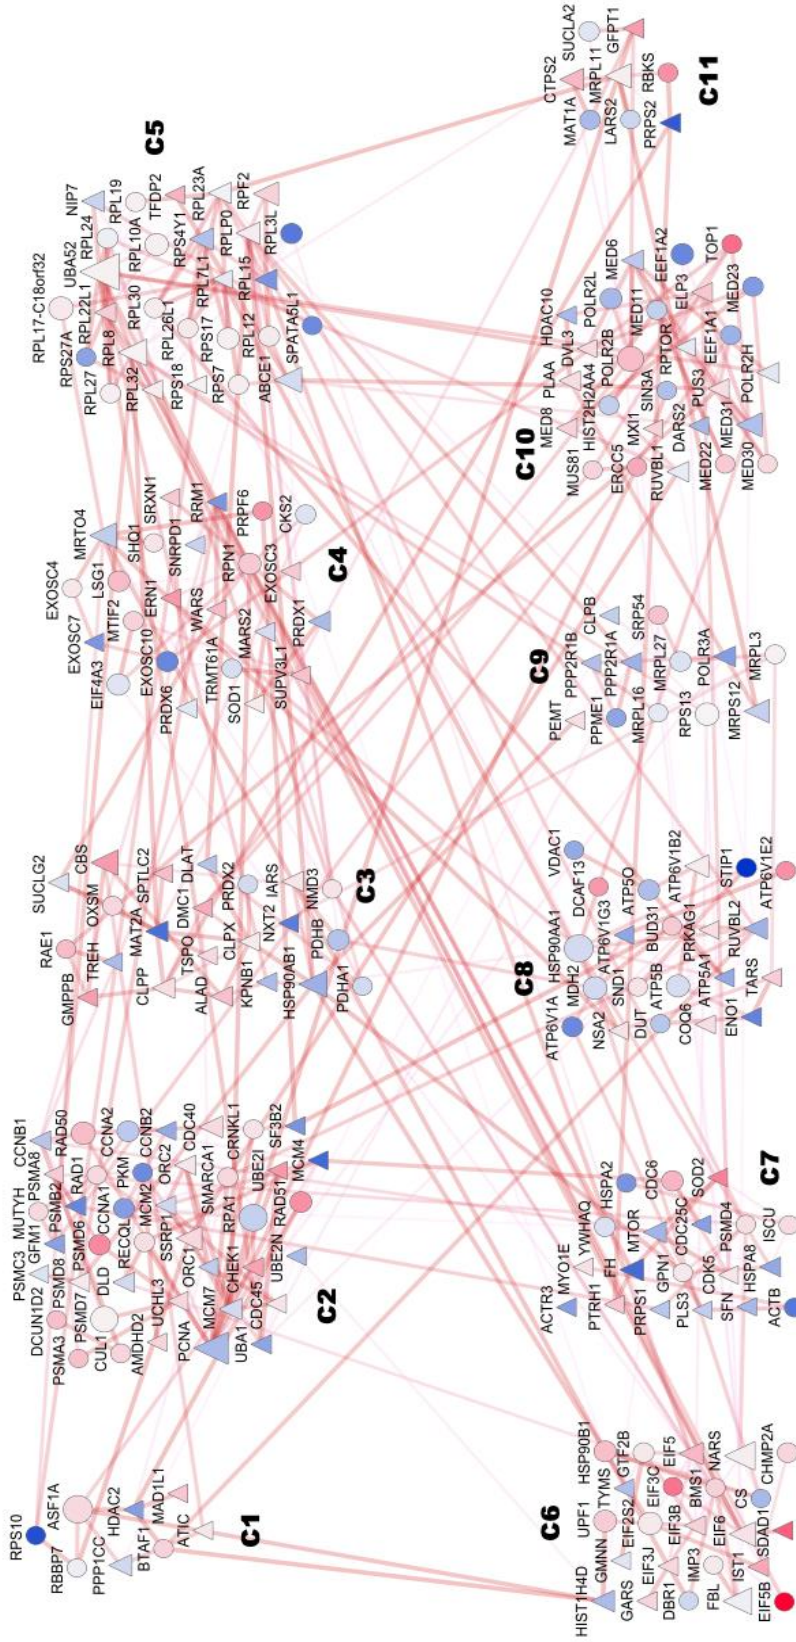 RPS10
RBBP7
ASF1A
PPP1CC
HDAC2
BTAF1
MAD1L1
ATIC
C1
PSMC3
MUTYH
CCNB1
DCUN1D2
GFM1
PSMA8
PSMA3
PSMD8
PSMB2
RAD50
PSMD7
PSMD6
RAD1
CCNA2
CUL1
DLD
CCNA1
PKM
CCNB2
AMDHD2
RECQL
MCM2
ORC2
UCHL3
SSRP1
CDC40
PCNA
ORC1
SMARCA1
CRNKL1
MCM7
CHEK1
RPA1
UBE2I
SF3B2
UBA1
CDC45
UBE2N
RAD51
MCM4
C2
SUCLG2
RAE1
CBS
GMPPB
TREH
OXSM
MAT2A
SPTLC2
CLPP
DMC1
DLAT
TSPO
ALAD
CLPX
PRDX2
KPNB1
NXT2
IARS
HSP90AB1
NMD3
PDHB
PDHA1
C3
EXOSC4
EXOSC7
LSG1
MRTO4
EIF4A3
MTIF2
SHQ1
SRXN1
EXOSC10
ERN1
SNRPD1
RRM1
PRDX6
WARS
PRPF6
TRMT61A
RPN1
CKS2
SOD1
MARS2
EXOSC3
SUPV3L1
PRDX1
C4
RPL17-C18orf32
RPS27A
UBA52
NIP7
RPL27
RPL22L1
RPL24
RPL19
RPL8
RPL10A
TFDP2
RPL32
RPL30
RPS4Y1
RPL23A
RPS18
RPL26L1
RPL7L1
RPLP0
RPF2
RPS7
RPS17
RPL15
RPL3L
RPL12
ABCE1
SPATA5L1
C5
HIST1H4D
UPF1
HSP90B1
GMNN
TYMS
GARS
EIF2S2
GTF2B
EIF3J
EIF3C
EIF5
DBR1
EIF3B
BMS1
NARS
IMP3
EIF6
CS
CHMP2A
FBL
IST1
SDAD1
EIF5B
C6
ACTR3
MYO1E
YWHAQ
HSPA2
PTRH1
FH
MTOR
CDC6
PRPS1
GPN1
CDC25C
SOD2
PLS3
CDK5
PSMD4
SFN
HSPA8
ISCU
ACTB
C7
ATP6V1A
HSP90AA1
VDAC1
NSA2
MDH2
DCAF13
SND1
ATP6V1G3
ATP5O
DUT
ATP5B
BUD31
ATP6V1B2
COQ6
PRKAG1
STIP1
ATP5A1
RUVBL2
ENO1
TARS
ATP6V1E2
C8
PEMT
PPP2R1B
CLPB
PPME1
PPP2R1A
SRP54
MRPL16
MRPL27
RPS13
POLR3A
MRPS12
MRPL3
C9
MED8
PLAA
HDAC10
MUS81
DVL3
POLR2L
MED6
HIST2H2AA4
POLR2B
MED11
EEF1A2
ERCC5
MXI1
SIN3A
RPTOR
ELP3
TOP1
RUVBL1
DARS2
PUS3
EEF1A1
MED23
MED22
MED31
POLR2H
MED30
C10
SUCLA2
CTPS2
GFPT1
MAT1A
MRPL11
LARS2
RBKS
PRPS2
C11